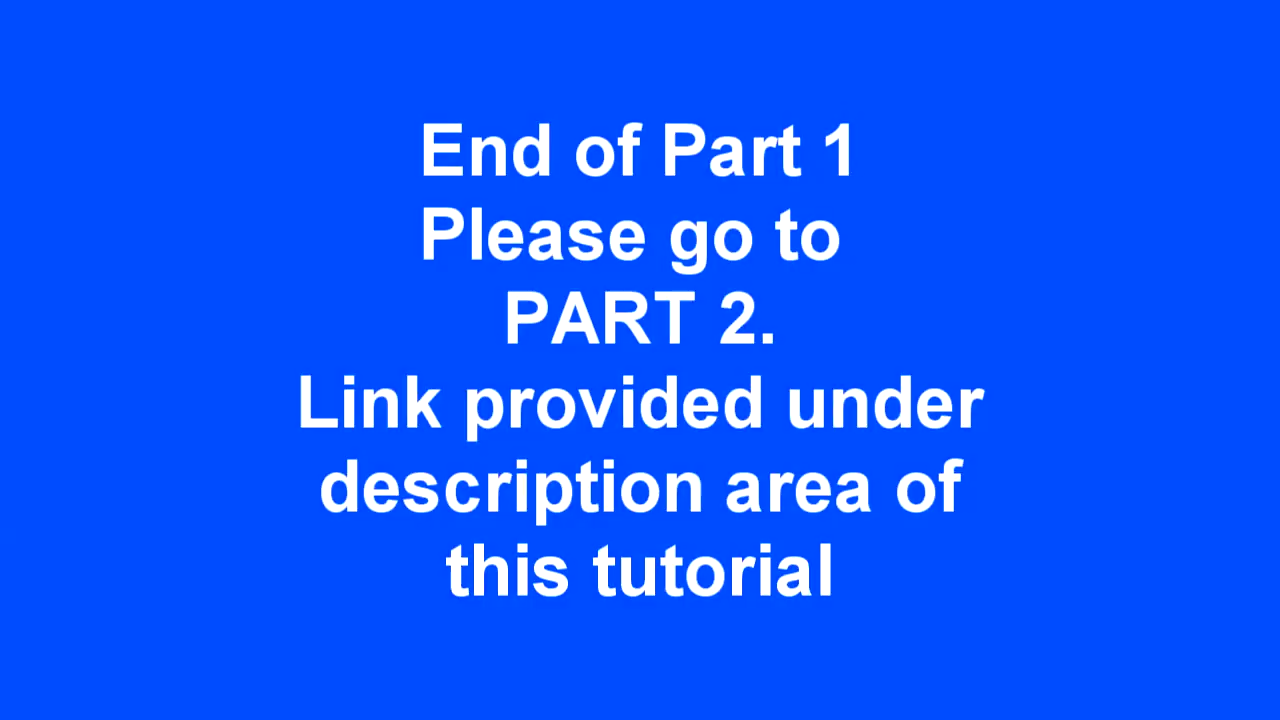 End of Part 1
Please go to
PART 2.
Link provided under
description area of
this tutorial